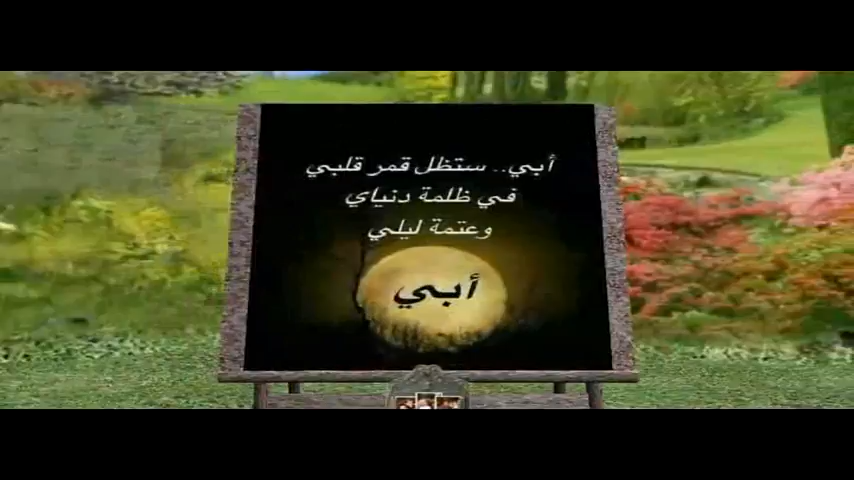 أبي.. ستظل قمر قلبي
في ظلمة دنياي
وعتمة ليلي
أبي